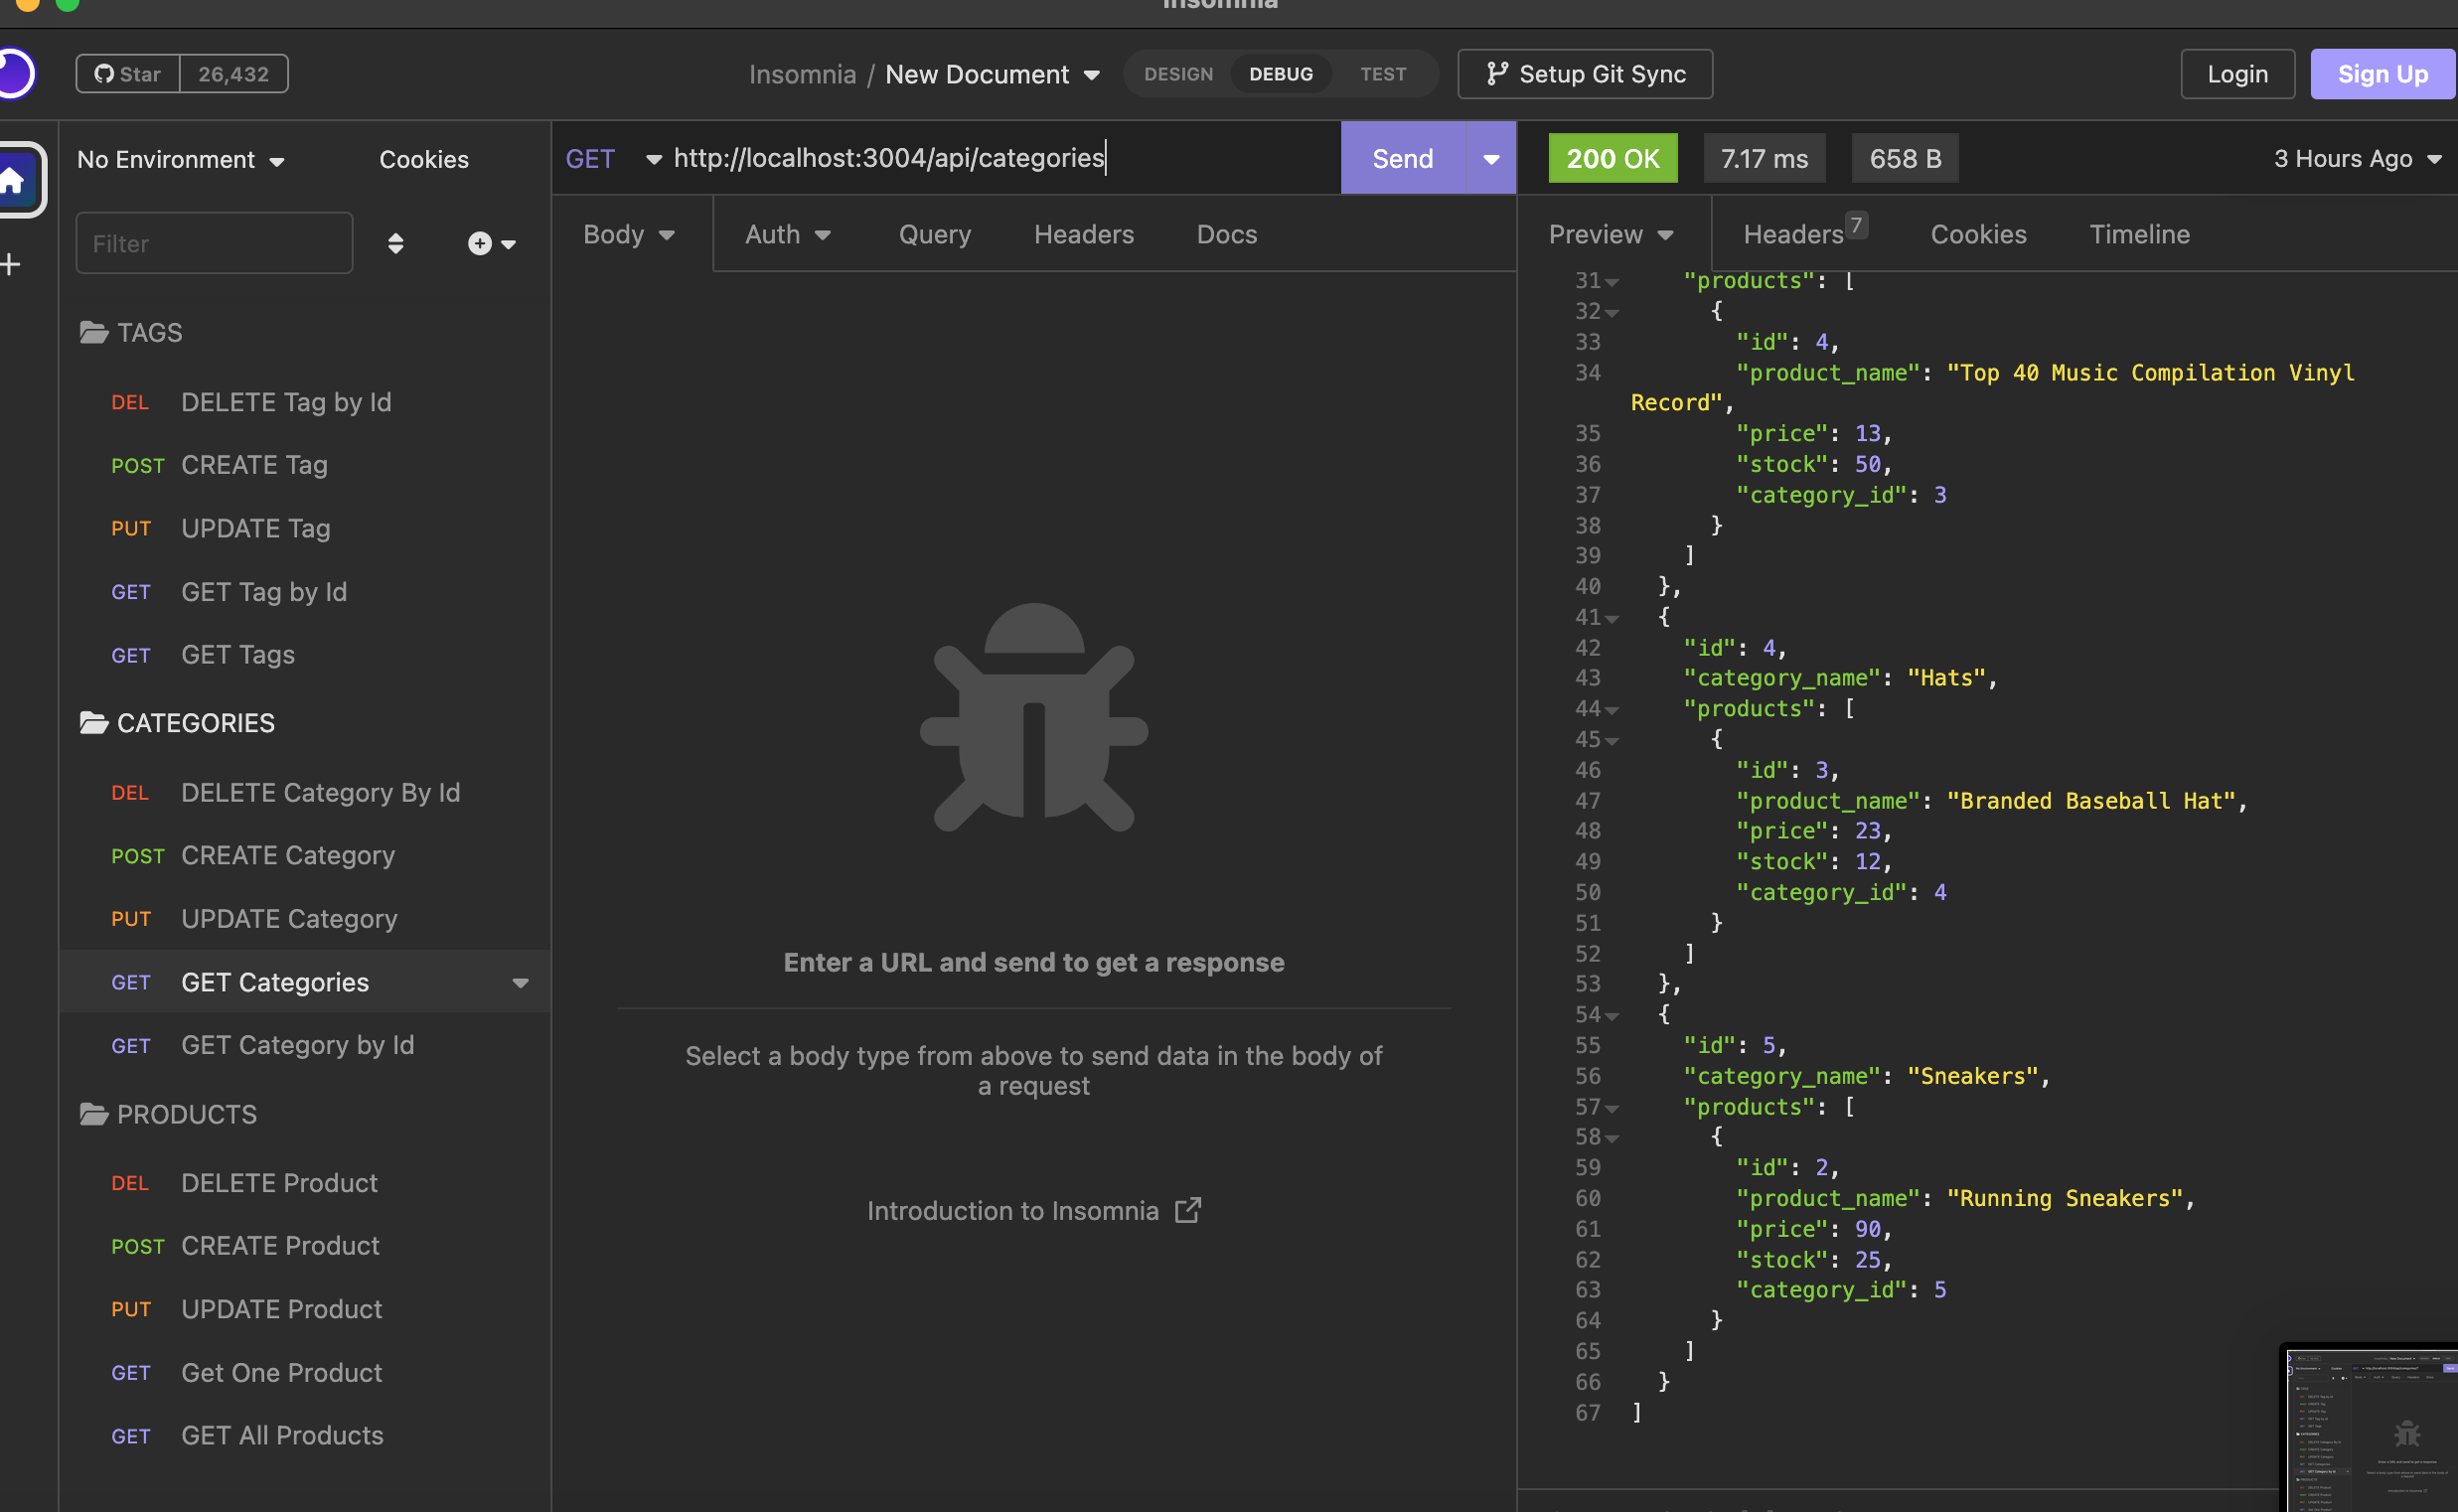 Insomnia
Star 26,432
Insomnia / New Document
DESIGN DEBUG TEST
Setup Git Sync
Login
Sign Up
No Environment
Cookies
Filter
TAGS
DEL DELETE Tag by Id
POST CREATE Tag
PUT UPDATE Tag
GET GET Tag by Id
GET GET Tags
CATEGORIES
DEL DELETE Category By Id
POST CREATE Category
PUT UPDATE Category
GET GET Categories
GET GET Category by Id
PRODUCTS
DEL DELETE Product
POST CREATE Product
PUT UPDATE Product
GET Get One Product
GET GET All Products
GET http://localhost:3004/api/categories
Send
Body Auth Query Headers Docs
Enter a URL and send to get a response
Select a body type from above to send data in the body of
a request
Introduction to Insomnia
200 OK 7.17 ms 658 B 3 Hours Ago
Preview Headers 7 Cookies Timeline
31 "products": [
32 {
33 "id": 4,
34 "product_name": "Top 40 Music Compilation Vinyl
Record",
35 "price": 13,
36 "stock": 50,
37 "category_id": 3
38 }
39 ]
40 },
41 {
42 "id": 4,
43 "category_name": "Hats",
44 "products": [
45 {
46 "id": 3,
47 "product_name": "Branded Baseball Hat",
48 "price": 23,
49 "stock": 12,
50 "category_id": 4
51 }
52 ]
53 },
54 {
55 "id": 5,
56 "category_name": "Sneakers",
57 "products": [
58 {
59 "id": 2,
60 "product_name": "Running Sneakers",
61 "price": 90,
62 "stock": 25,
63 "category_id": 5
64 }
65 ]
66 }
67 ]